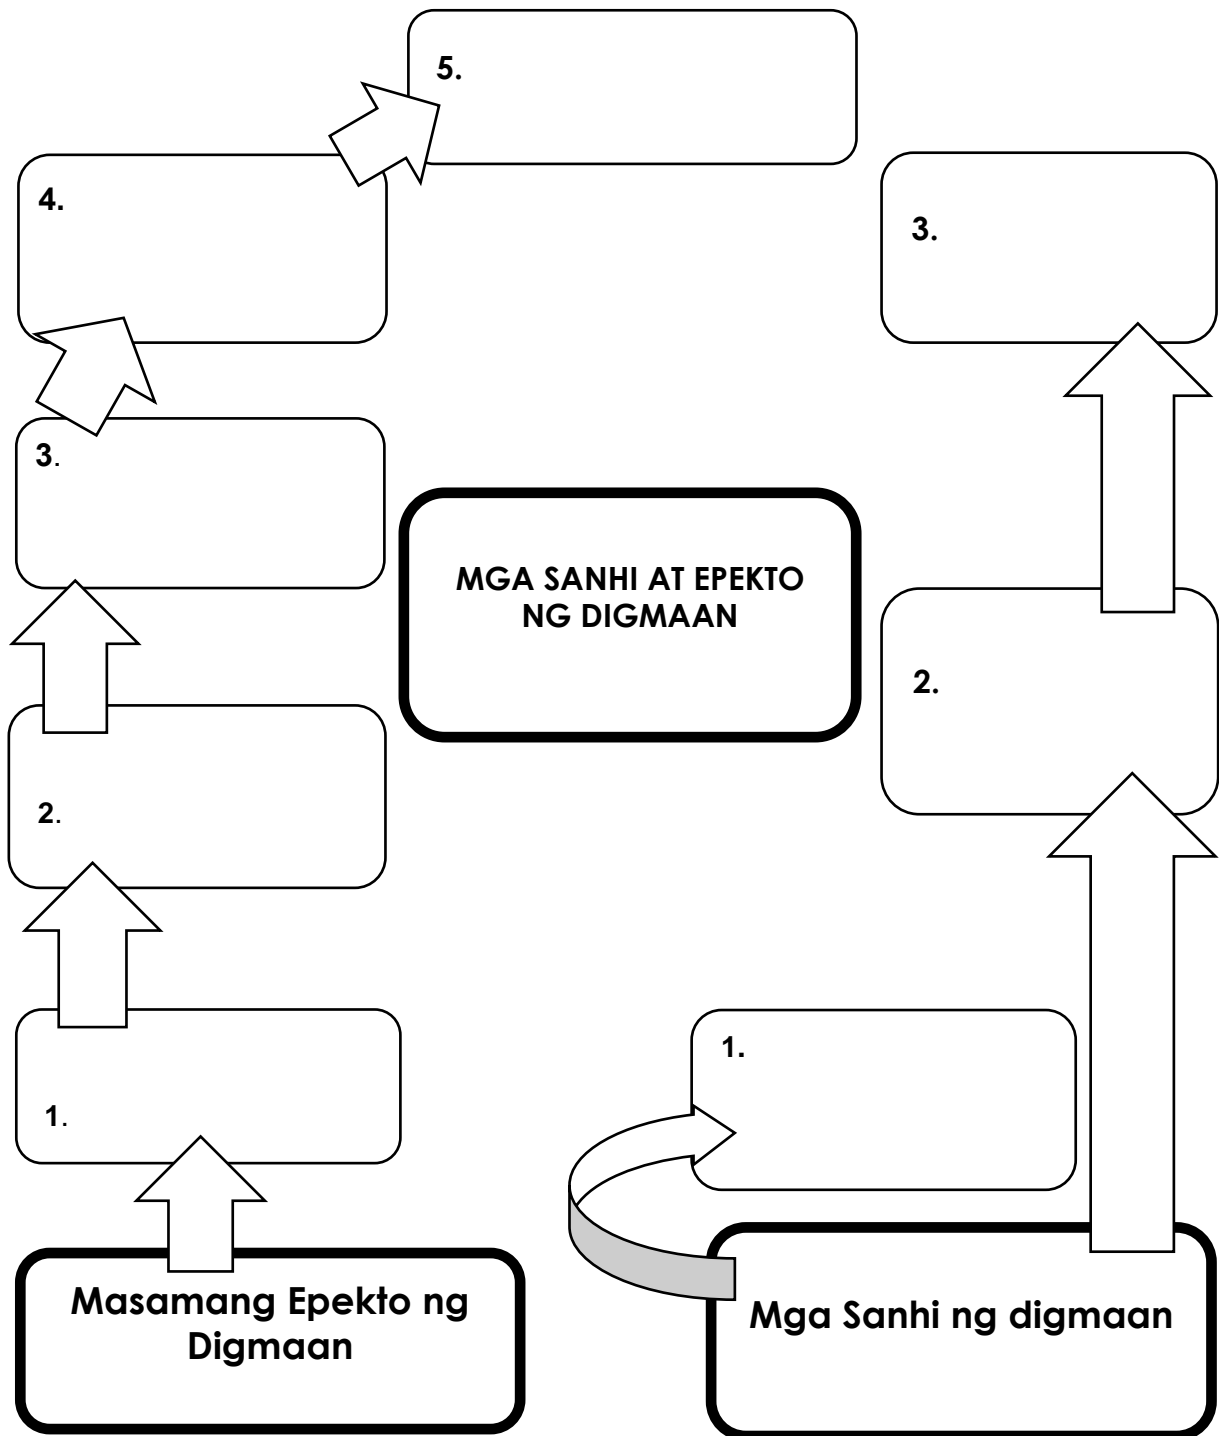 5.
4.
3.
3.
MGA SANHI AT EPEKTO
NG DIGMAAN
2.
2.
1.
1.
Masamang Epekto ng
Digmaan
Mga Sanhi ng digmaan